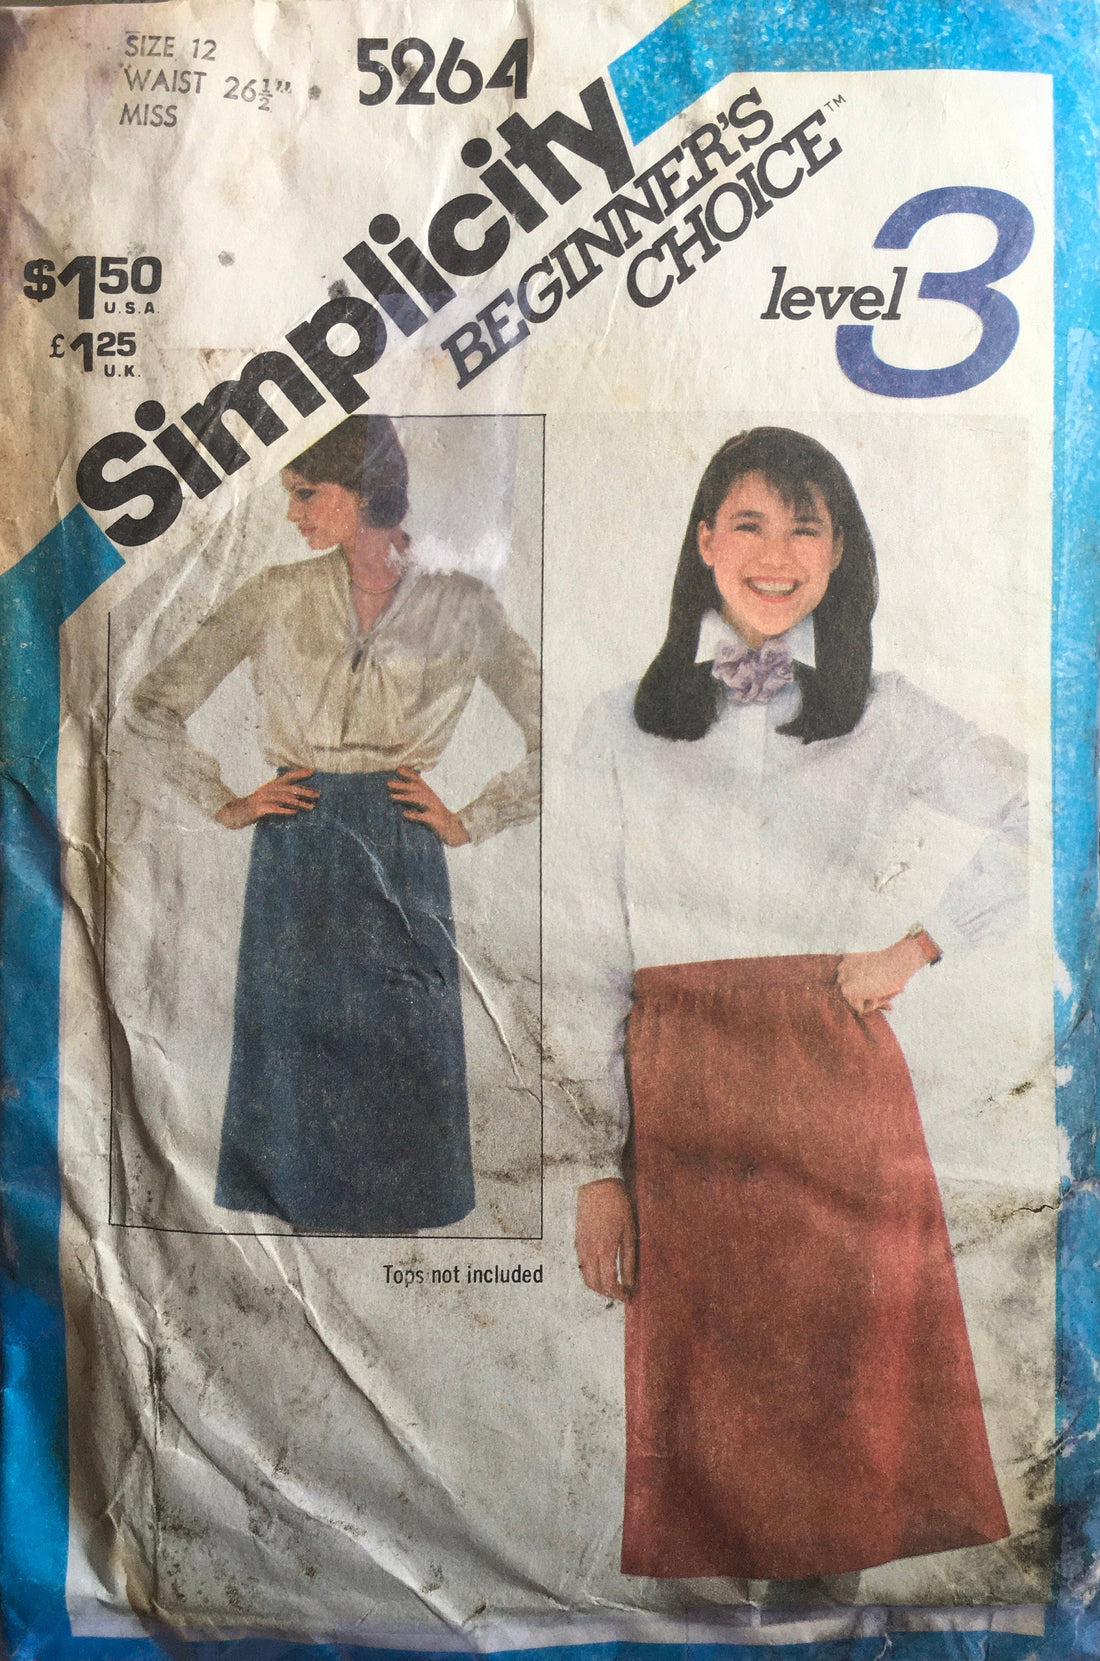 SIZE 12
WAIST 26½"
MISS
5264
Simplicity
BEGINNER'S
CHOICE™
level 3
$1.50
U.S.A.
£1.25
U.K.
Tops not included